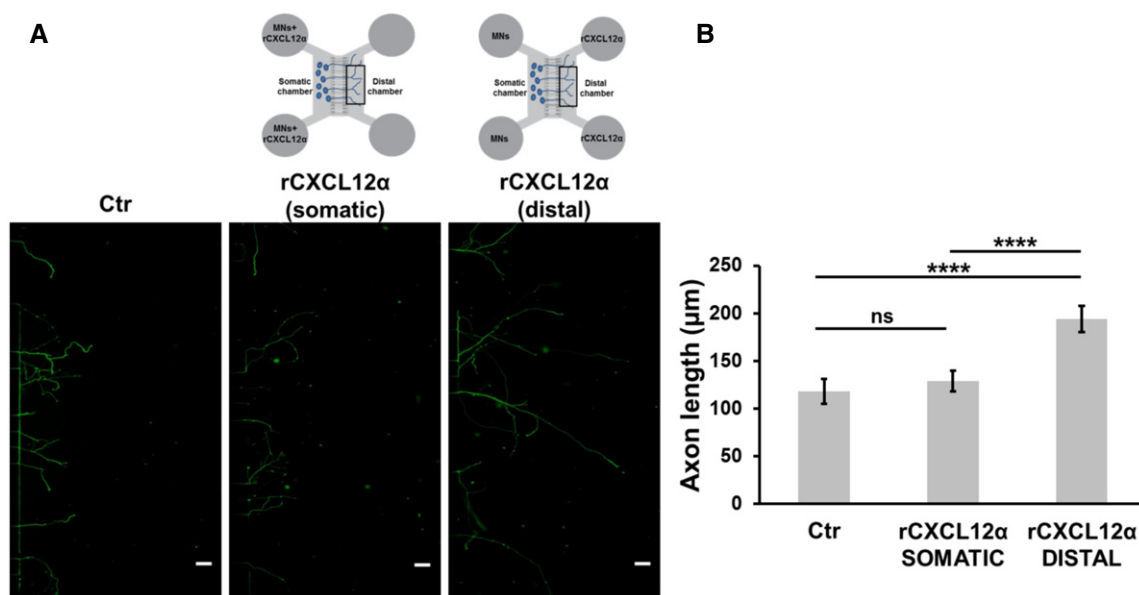 A
B
MNs+
rCXCL12α
Somatic
chamber
Distal
chamber
MNs+
rCXCL12α
MNs
rCXCL12α
Somatic
chamber
Distal
chamber
MNs
rCXCL12α
Ctr
rCXCL12α
(somatic)
rCXCL12α
(distal)
Axon length (µm)
250
200
150
100
50
0
ns
****
****
Ctr
rCXCL12α
SOMATIC
rCXCL12α
DISTAL